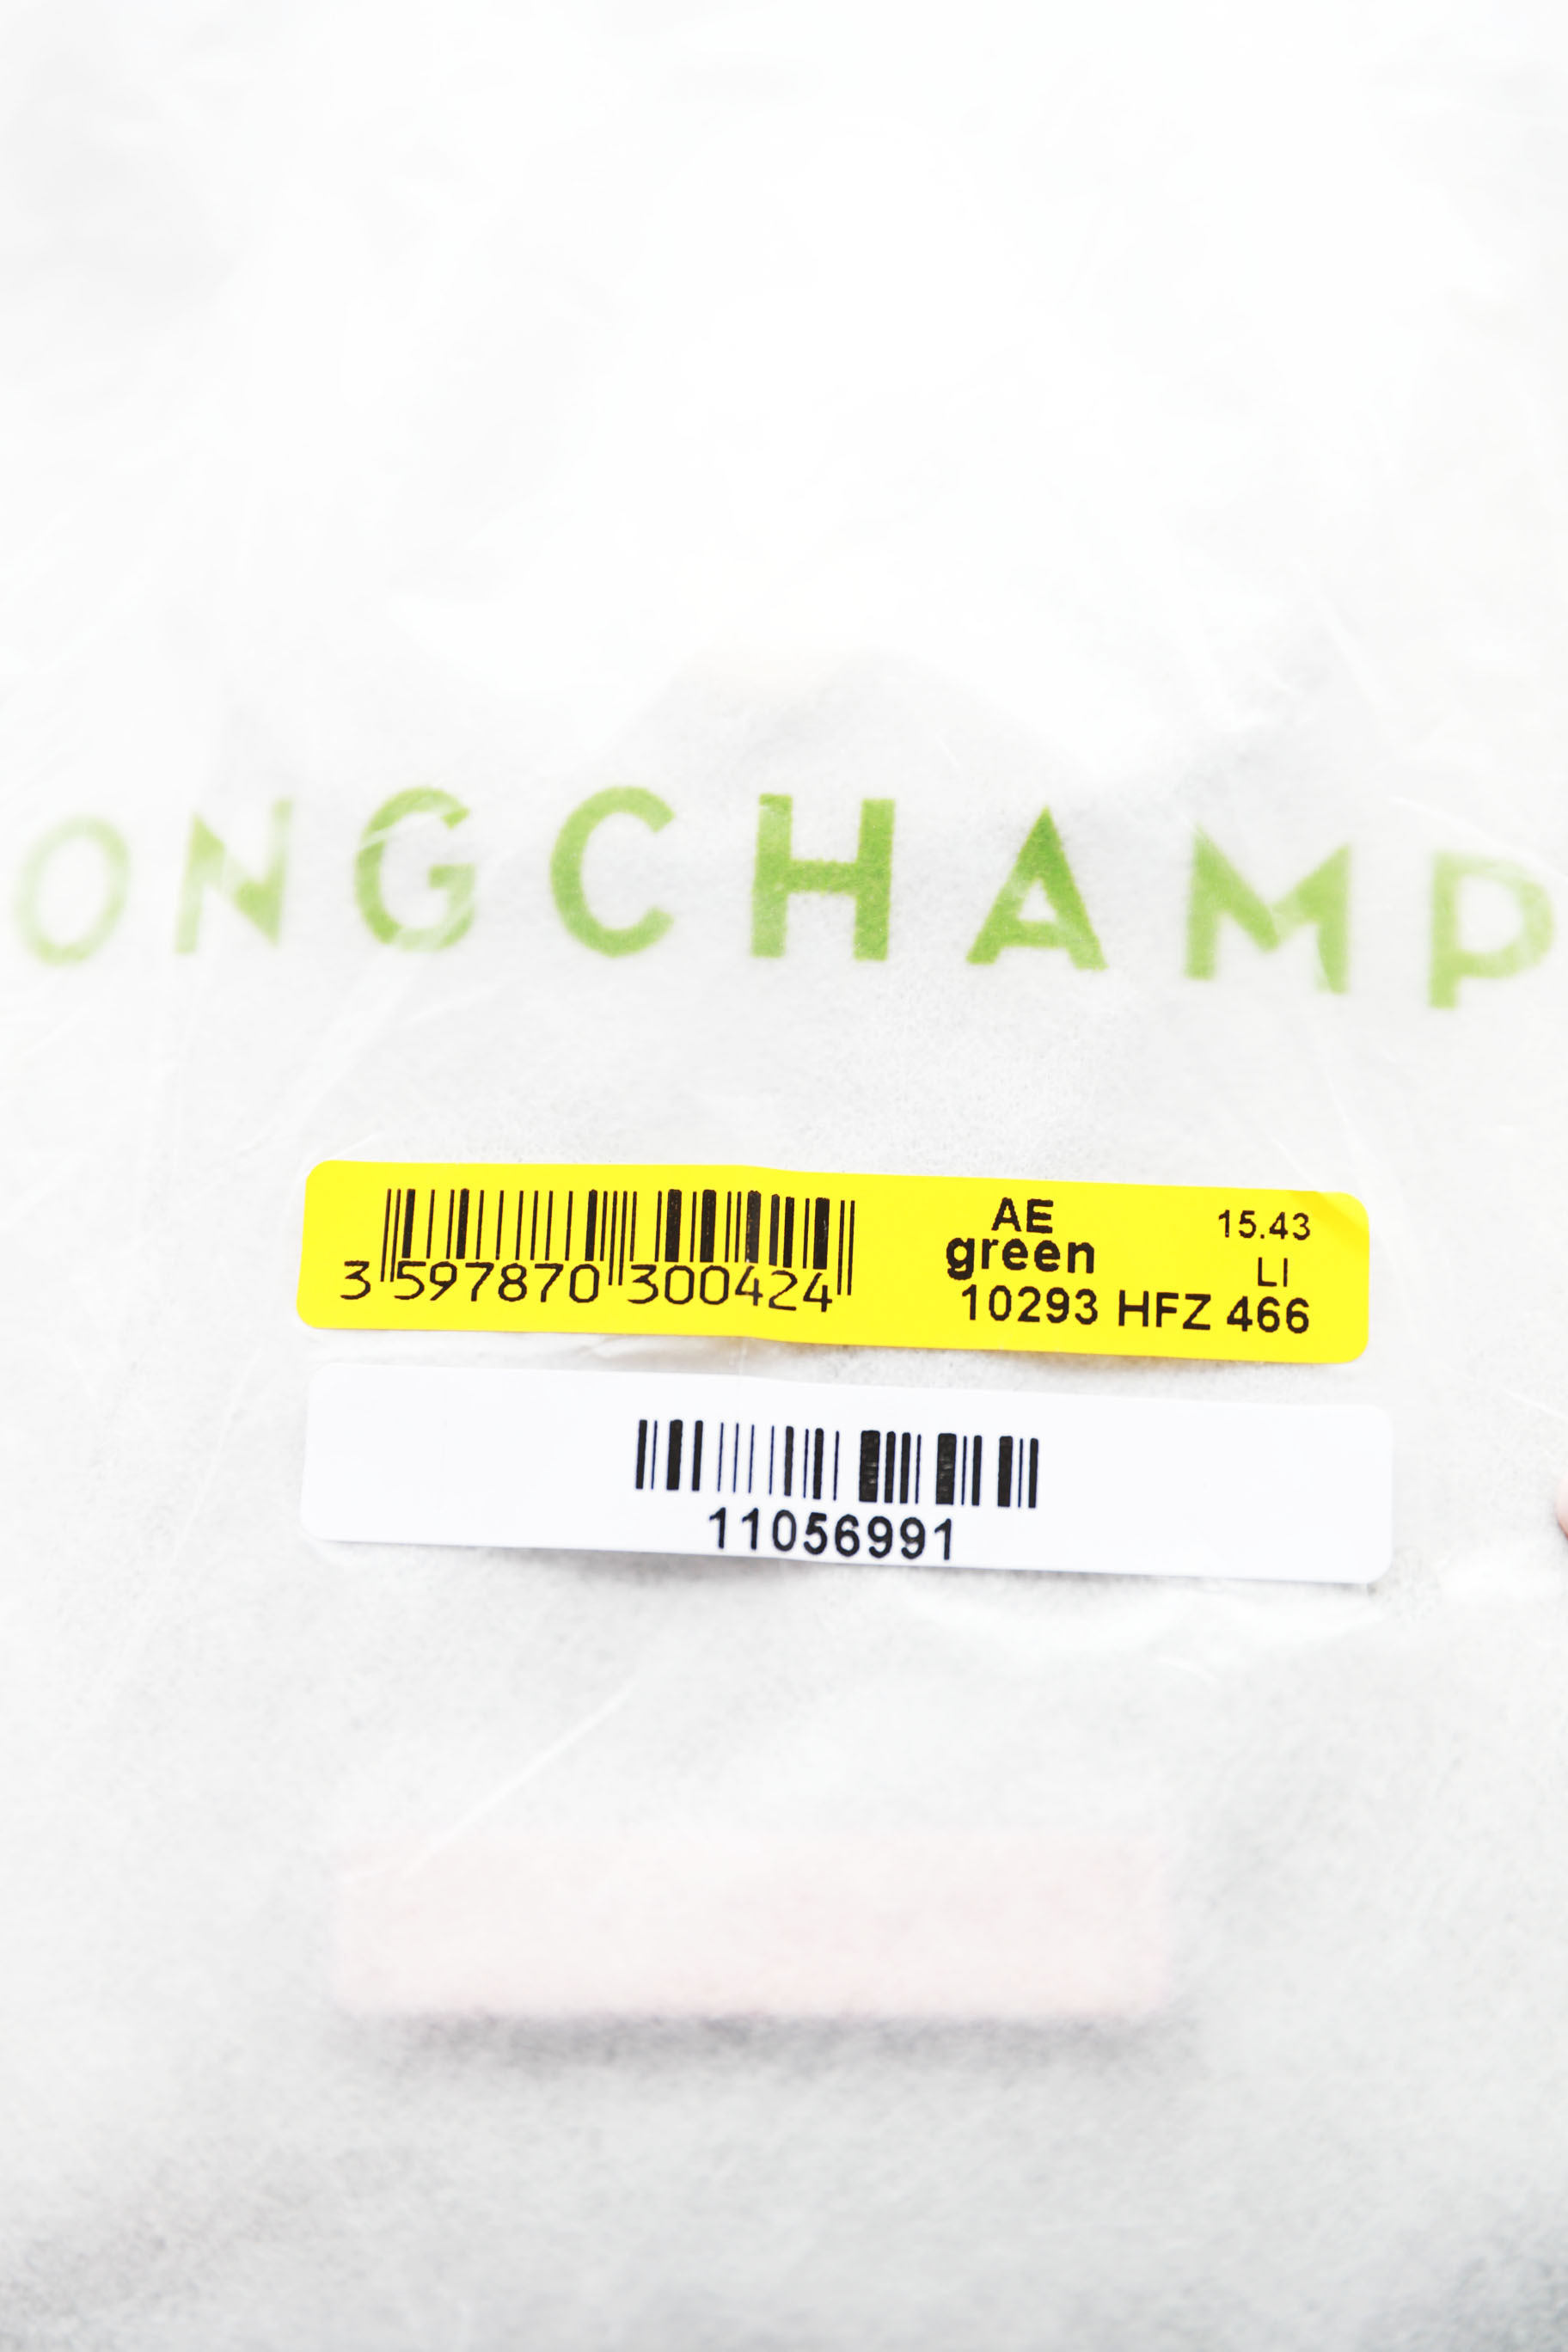 ONGCHAMP
AE
15.43
green
LI
3 597870 300424
10293 HFZ 466
11056991